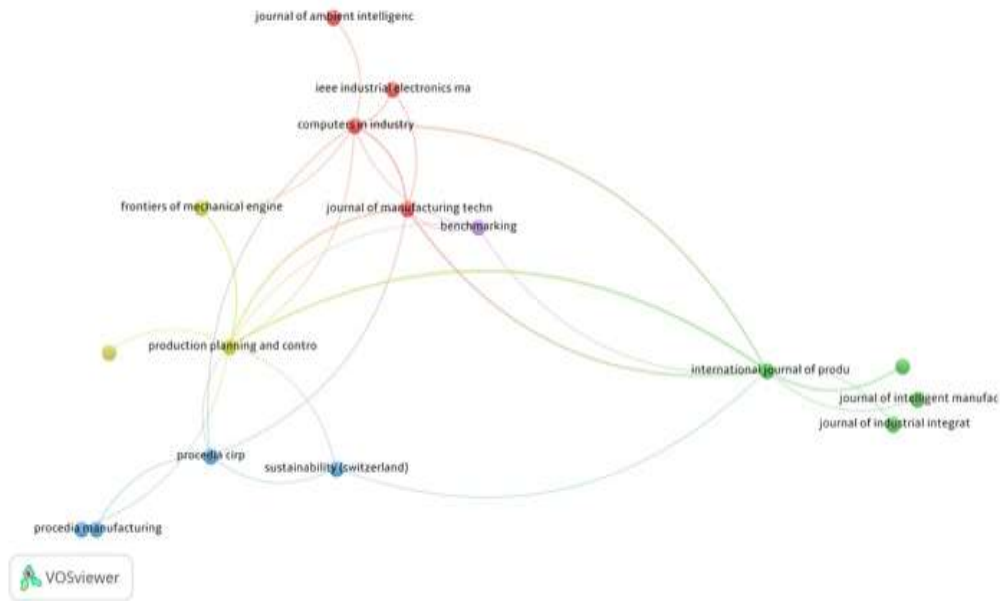 journal of ambient intelligenc
ieee industrial electronics ma
computers in industry
frontiers of mechanical engine
journal of manufacturing techn
benchmarking
production planning and contro
international journal of produ
journal of intelligent manufac
journal of industrial integrat
procedia cirp
sustainability (switzerland)
procedia manufacturing
VOSviewer